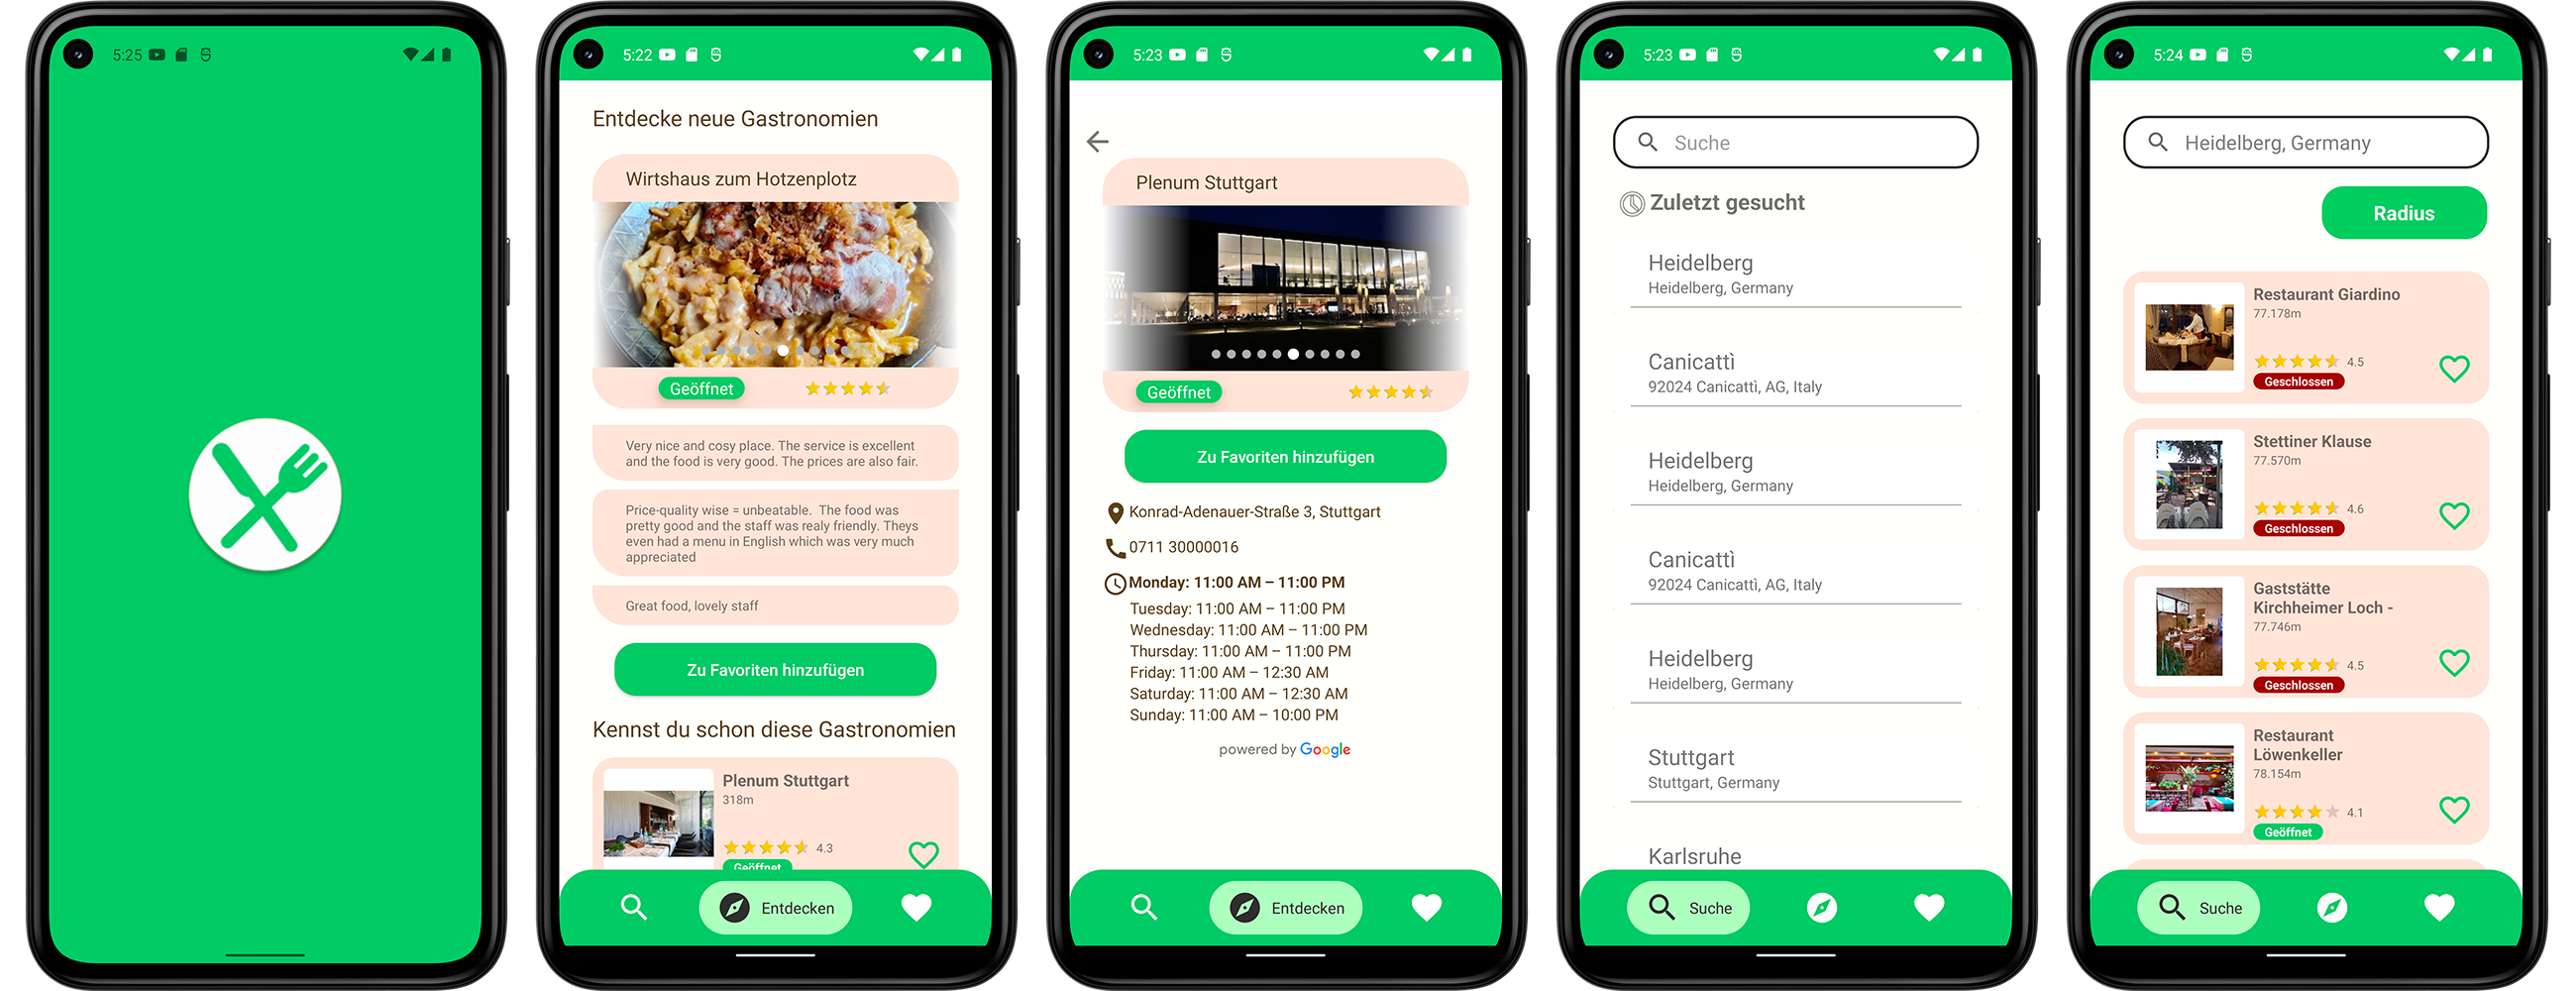 5:25
5:22
Entdecke neue Gastronomien
Wirtshaus zum Hotzenplotz
Geöffnet
Very nice and cosy place. The service is excellent
and the food is very good. The prices are also fair.
Price-quality wise = unbeatable.  The food was
pretty good and the staff was realy friendly. Theys
even had a menu in English which was very much
appreciated
Great food, lovely staff
Zu Favoriten hinzufügen
Kennst du schon diese Gastronomien
Plenum Stuttgart
318m
4.3
Geöffnet
Entdecken
5:23
Plenum Stuttgart
Geöffnet
Zu Favoriten hinzufügen
Konrad-Adenauer-Straße 3, Stuttgart
0711 30000016
Monday: 11:00 AM – 11:00 PM
Tuesday: 11:00 AM – 11:00 PM
Wednesday: 11:00 AM – 11:00 PM
Thursday: 11:00 AM – 11:00 PM
Friday: 11:00 AM – 12:30 AM
Saturday: 11:00 AM – 12:30 AM
Sunday: 11:00 AM – 10:00 PM
powered by Google
Entdecken
5:23
Suche
Zuletzt gesucht
Heidelberg
Heidelberg, Germany
Canicattì
92024 Canicattì, AG, Italy
Heidelberg
Heidelberg, Germany
Canicattì
92024 Canicattì, AG, Italy
Heidelberg
Heidelberg, Germany
Stuttgart
Stuttgart, Germany
Karlsruhe
Suche
5:24
Heidelberg, Germany
Radius
Restaurant Giardino
77.178m
4.5
Geschlossen
Stettiner Klause
77.570m
4.6
Geschlossen
Gaststätte
Kirchheimer Loch -
77.746m
4.5
Geschlossen
Restaurant
Löwenkeller
78.154m
4.1
Geöffnet
Suche